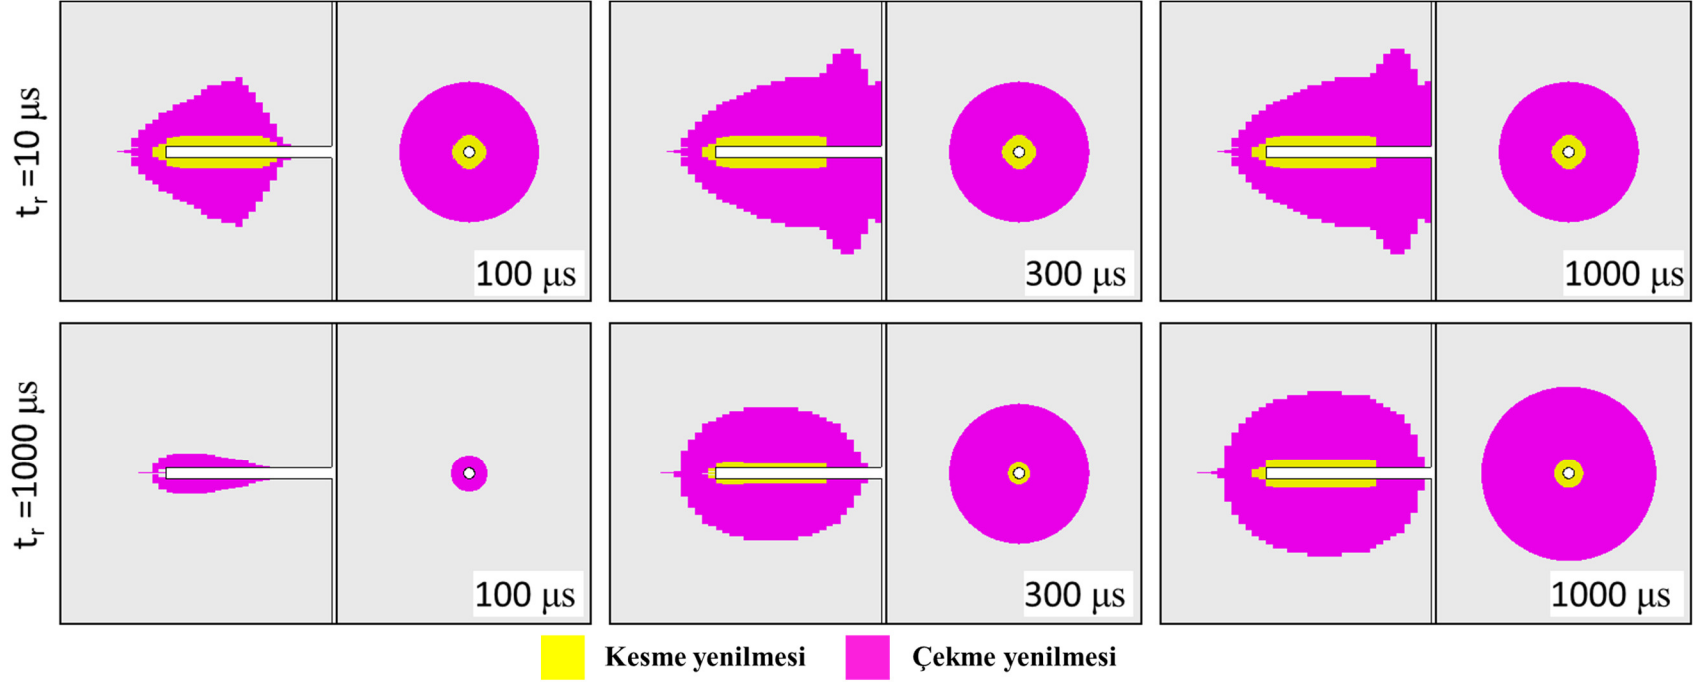 t_r =10 μs
100 μs
300 μs
1000 μs
t_r =1000 μs
100 μs
300 μs
1000 μs
Kesme yenilmesi
Çekme yenilmesi